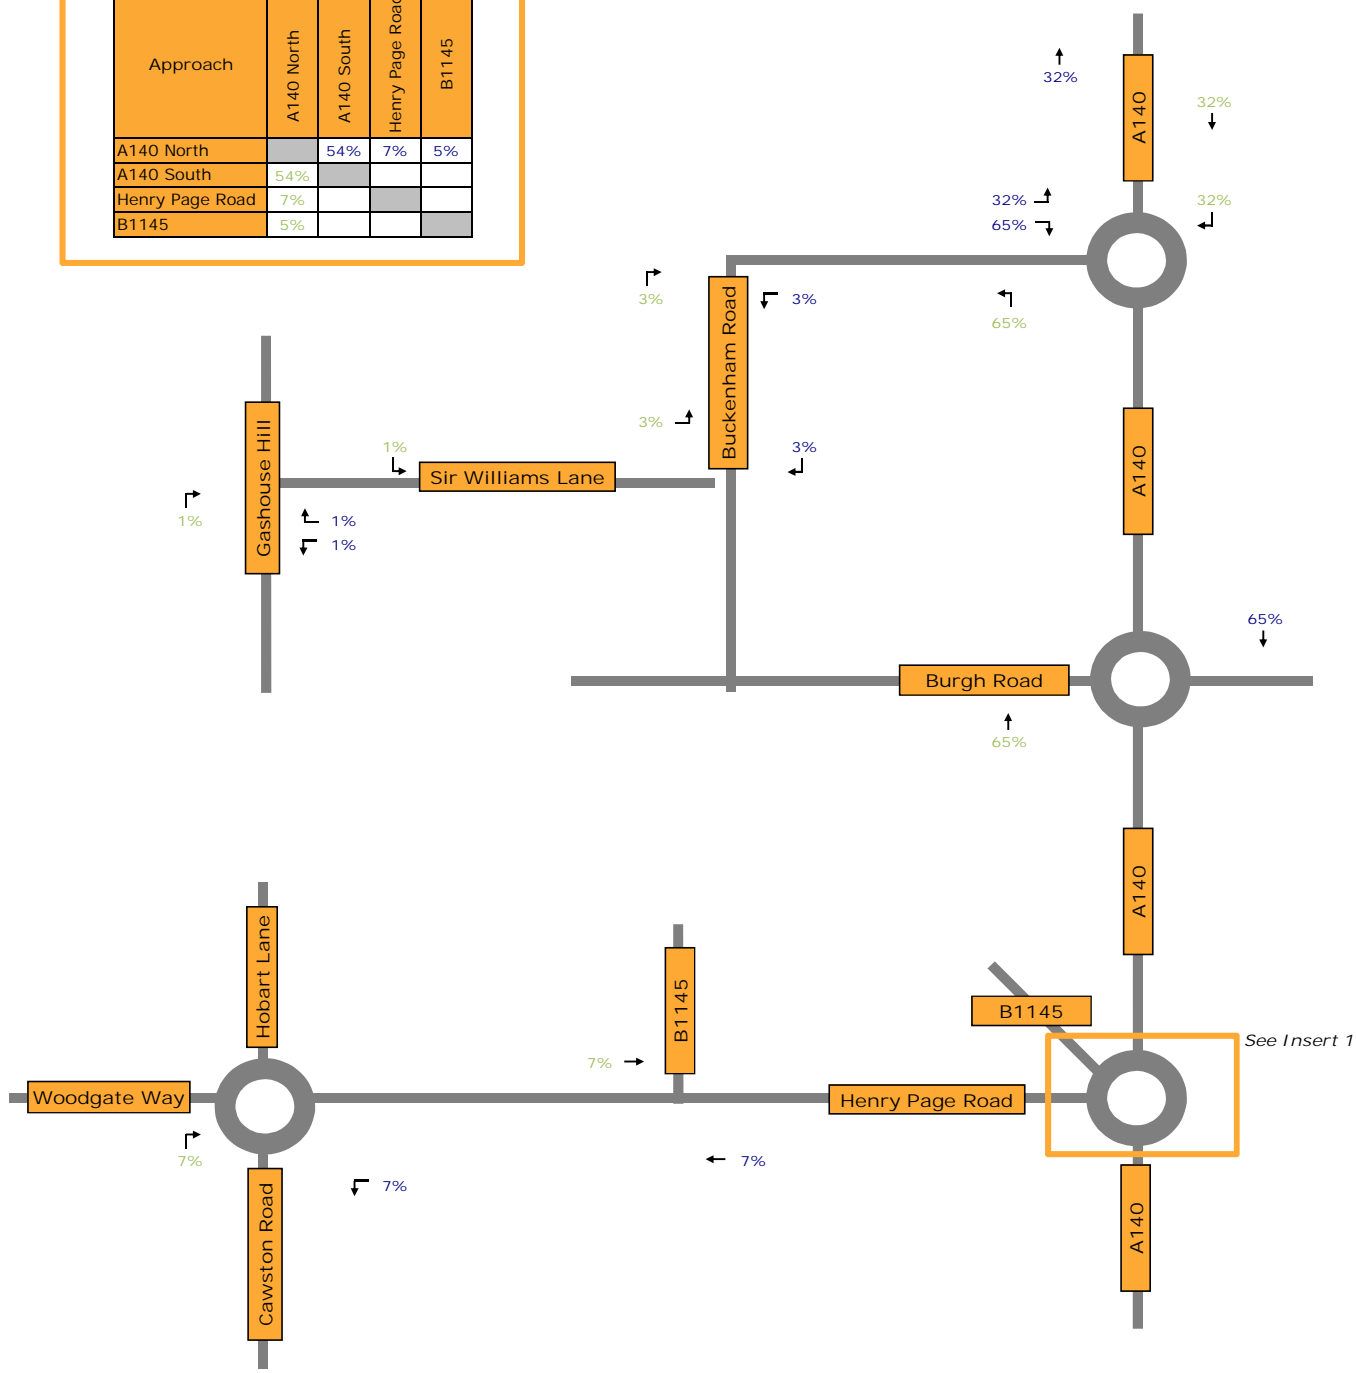 Approach
A140 North
A140 South
Henry Page Road
B1145
A140 North 54% 7% 5%
A140 South 54%
Henry Page Road 7%
B1145 5%
32%
A140
32%
32%
65%
32%
3%
Buckenham Road
3%
65%
3%
3%
Gashouse Hill
1%
Sir Williams Lane
1%
1%
1%
A140
65%
Burgh Road
65%
A140
Hobart Lane
B1145
B1145
See Insert 1
7%
Woodgate Way
Henry Page Road
7%
7%
7%
Cawston Road
A140